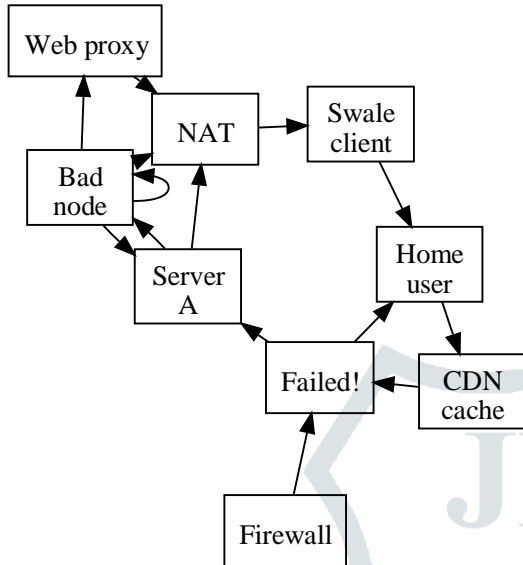 Web proxy
NAT
Swale
client
Bad
node
Server
A
Home
user
Failed!
CDN
cache
Firewall